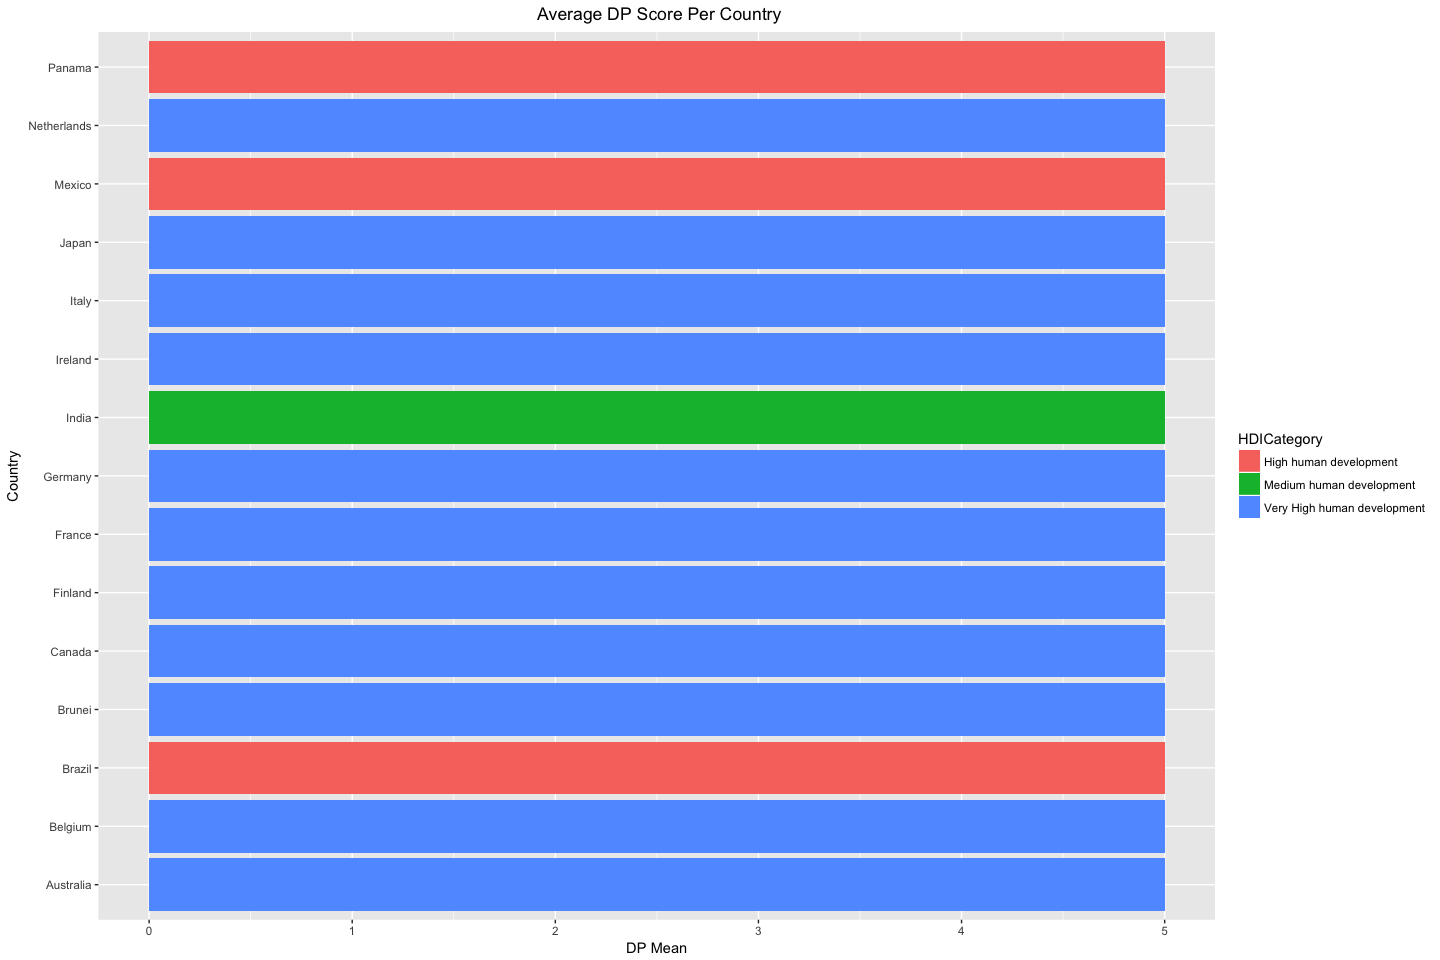 Average DP Score Per Country
Country
Panama
Netherlands
Mexico
Japan
Italy
Ireland
India
Germany
France
Finland
Canada
Brunei
Brazil
Belgium
Australia
0 1 2 3 4 5
DP Mean
HDICategory
High human development
Medium human development
Very High human development